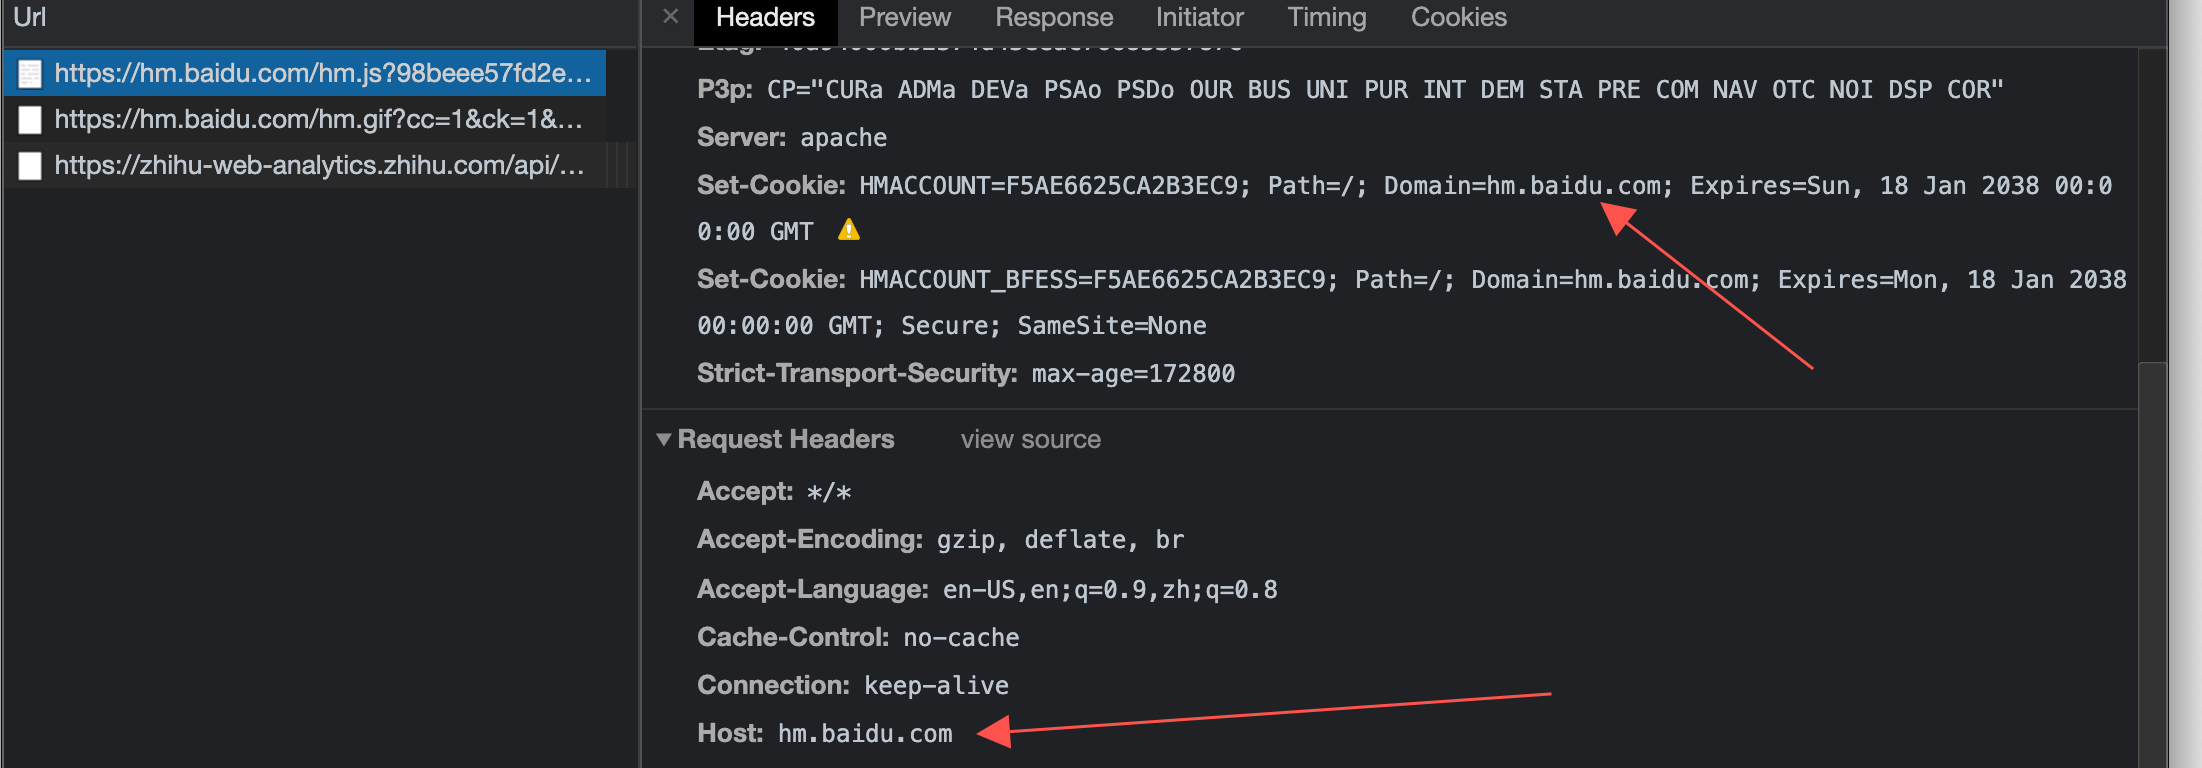 Url
https://hm.baidu.com/hm.js?98beee57fd2e...
https://hm.baidu.com/hm.gif?cc=1&ck=1&...
https://zhihu-web-analytics.zhihu.com/api/...
× Headers Preview Response Initiator Timing Cookies
P3p: CP="CURa ADMa DEVa PSAo PSDo OUR BUS UNI PUR INT DEM STA PRE COM NAV OTC NOI DSP COR"
Server: apache
Set-Cookie: HMACCOUNT=F5AE6625CA2B3EC9; Path=/; Domain=hm.baidu.com; Expires=Sun, 18 Jan 2038 00:0
0:00 GMT
Set-Cookie: HMACCOUNT_BFESS=F5AE6625CA2B3EC9; Path=/; Domain=hm.baidu.com; Expires=Mon, 18 Jan 2038
00:00:00 GMT; Secure; SameSite=None
Strict-Transport-Security: max-age=172800
Request Headers view source
Accept: */*
Accept-Encoding: gzip, deflate, br
Accept-Language: en-US,en;q=0.9,zh;q=0.8
Cache-Control: no-cache
Connection: keep-alive
Host: hm.baidu.com